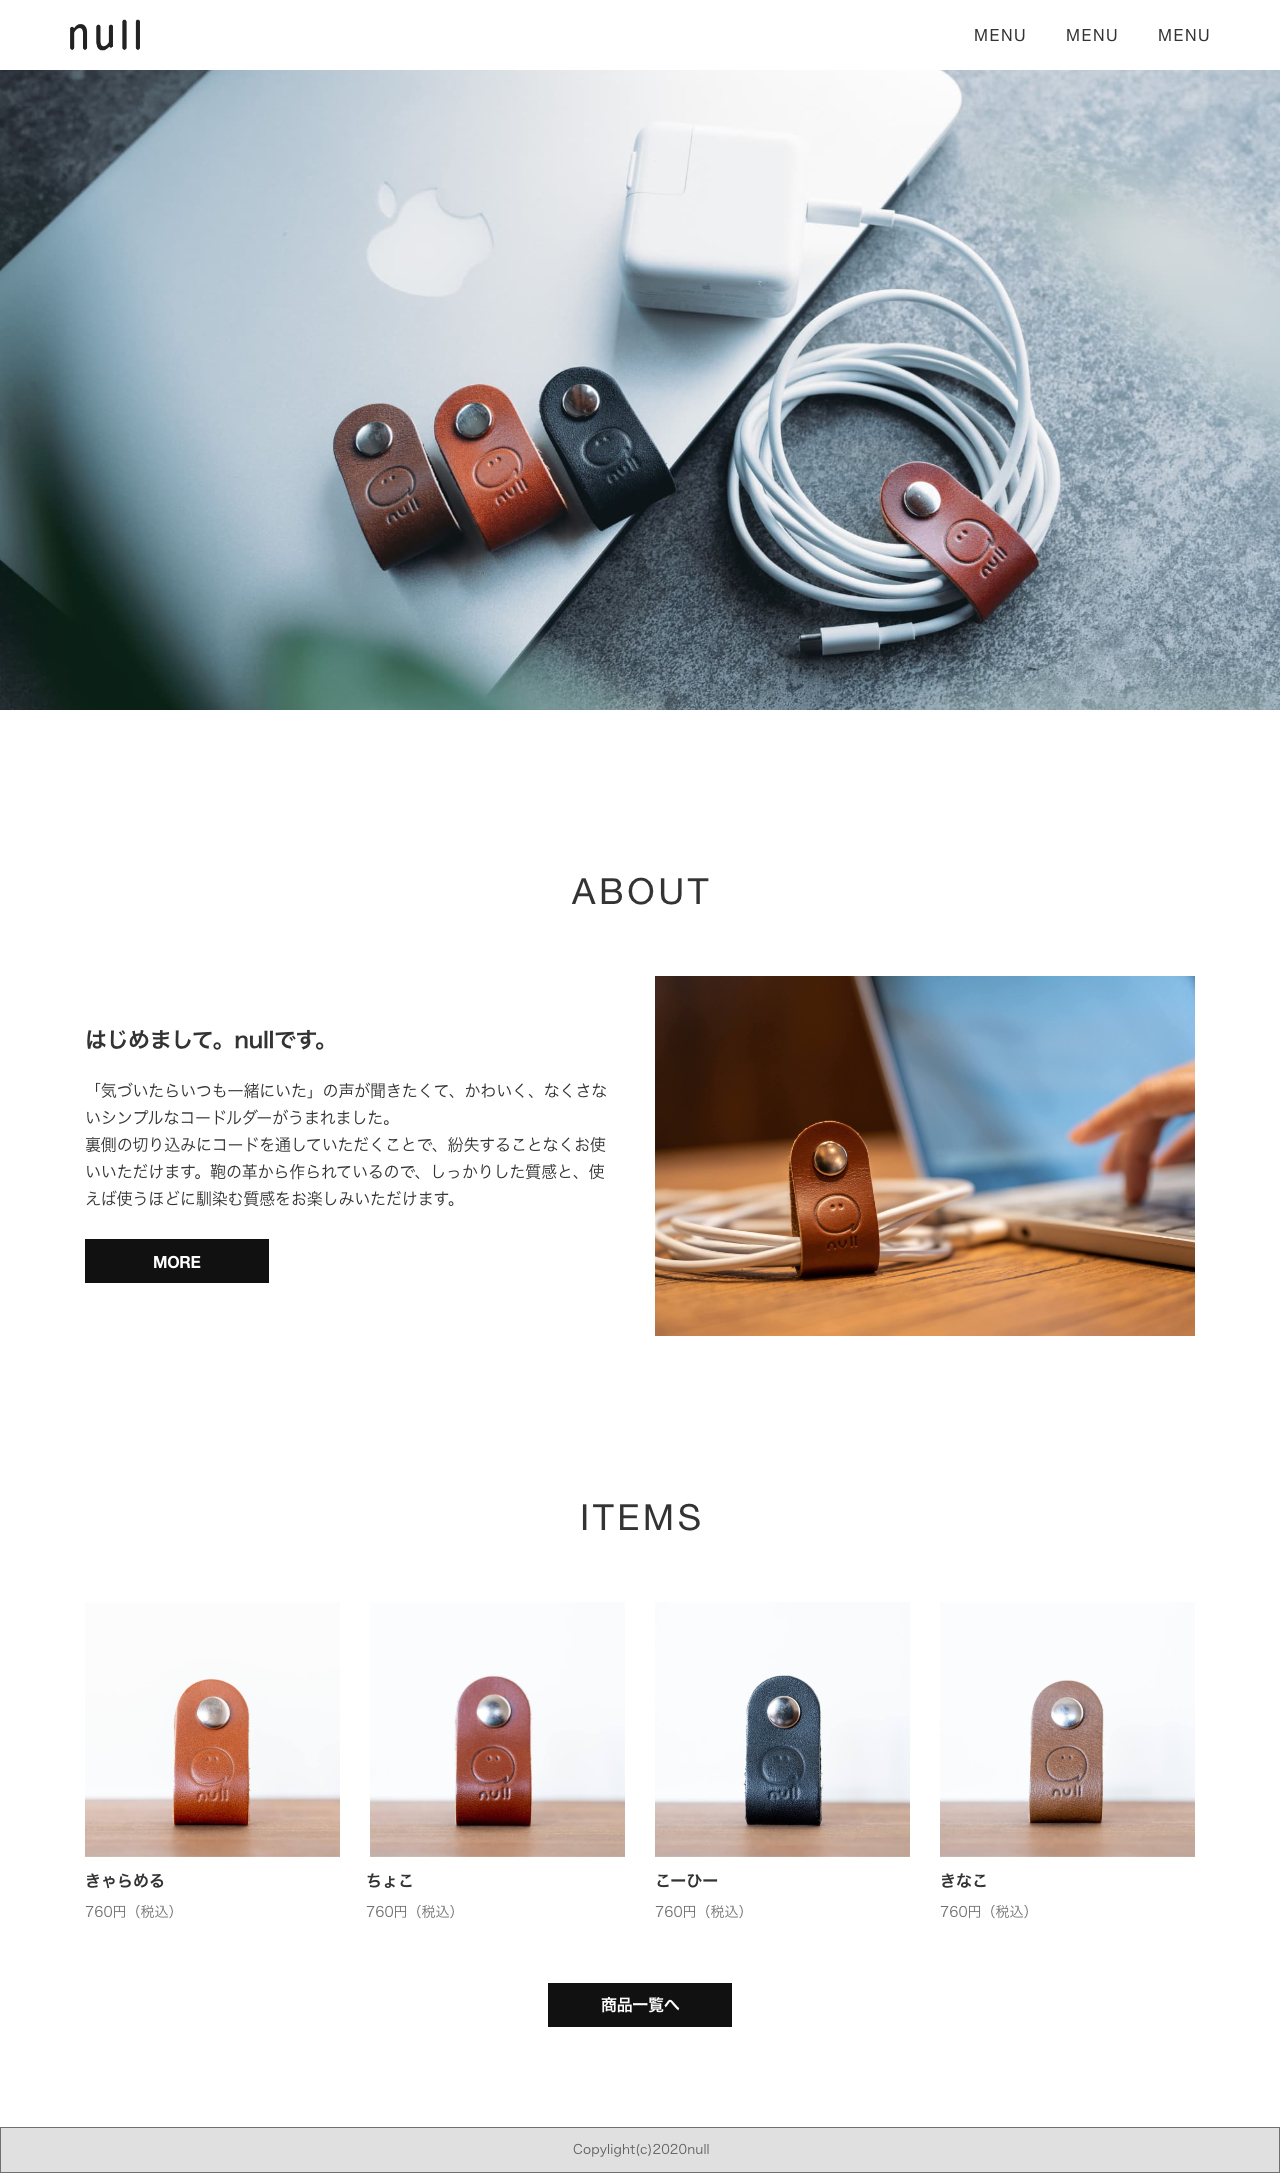 null
MENU MENU MENU
null
null
null
null
ABOUT
はじめまして。nullです。
「気づいたらいつも一緒にいた」の声が聞きたくて、かわいく、なくさな
いシンプルなコードルダーがうまれました。
裏側の切り込みにコードを通していただくことで、紛失することなくお使
いいただけます。鞄の革から作られているので、しっかりした質感と、使
えば使うほどに馴染む質感をお楽しみいただけます。
MORE
null
ITEMS
null
null
null
null
きゃらめる
ちょこ
こーひー
きなこ
760円（税込）
760円（税込）
760円（税込）
760円（税込）
商品一覧へ
Copylight(c)2020null